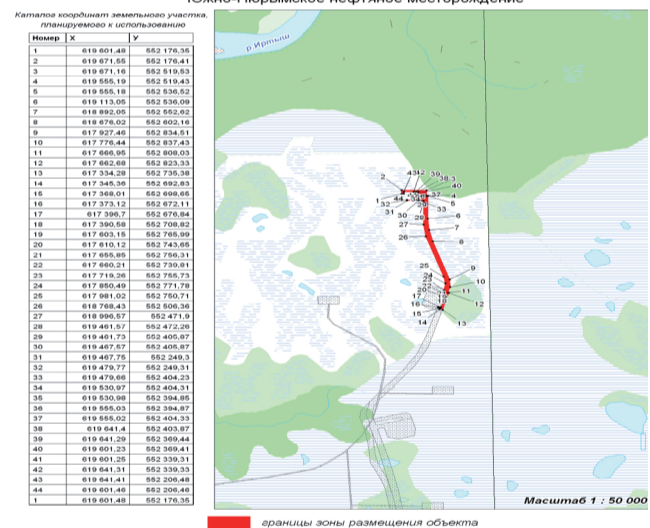 Южно-Пюрымское нефтяное месторождение
Каталог координат земельного участка,
планируемого к использованию
Номер X У
1 619 601,48 552 176,35
2 619 671,55 552 176,41
3 619 671,16 552 519,53
4 619 555,19 552 519,43
5 619 555,18 552 536,52
6 619 113,05 552 536,09
7 618 892,05 552 552,62
8 618 676,02 552 602,16
9 617 927,46 552 834,51
10 617 776,44 552 837,43
11 617 666,95 552 808,03
12 617 662,68 552 823,33
13 617 334,28 552 735,38
14 617 345,36 552 692,83
15 617 368,01 552 698,65
16 617 373,12 552 672,11
17 617 396,7 552 676,84
18 617 390,58 552 708,82
19 617 603,15 552 765,99
20 617 610,12 552 743,65
21 617 655,85 552 756,31
22 617 660,21 552 739,81
23 617 719,26 552 755,73
24 617 850,49 552 771,78
25 617 981,02 552 750,71
26 618 768,43 552 506,36
27 618 996,57 552 471,9
28 619 461,57 552 472,26
29 619 461,73 552 405,87
30 619 467,57 552 405,87
31 619 467,75 552 249,3
32 619 479,77 552 249,31
33 619 479,66 552 404,23
34 619 530,97 552 404,31
35 619 530,98 552 394,85
36 619 555,03 552 394,87
37 619 555,02 552 404,33
38 619 641,4 552 403,87
39 619 641,29 552 369,44
40 619 601,23 552 369,41
41 619 601,25 552 339,31
42 619 641,31 552 339,33
43 619 641,41 552 206,48
44 619 601,46 552 206,46
1 619 601,48 552 176,35
р.Иртыш
2
1
32
31
30
27
26
44
40
37
4
5
33
6
7
8
25
9
10
11
12
17
16
15
14
13
Масштаб 1 : 50 000
границы зоны размещения объекта